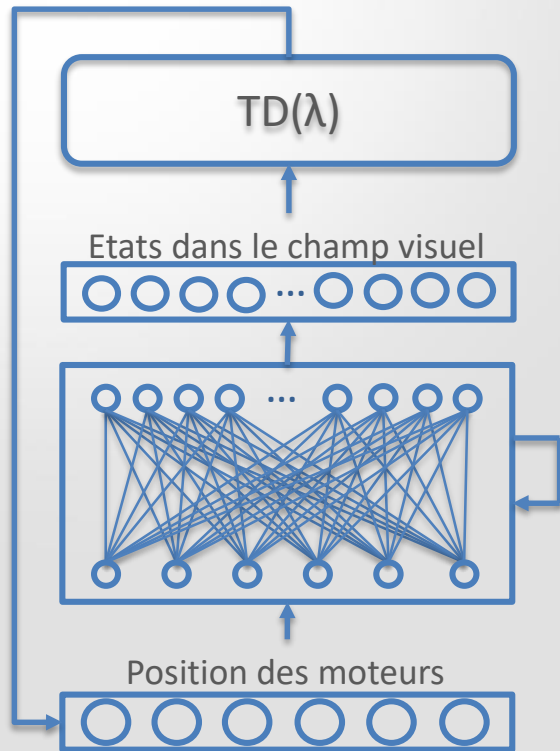 TD(λ)
Etats dans le champ visuel
...
...
Position des moteurs